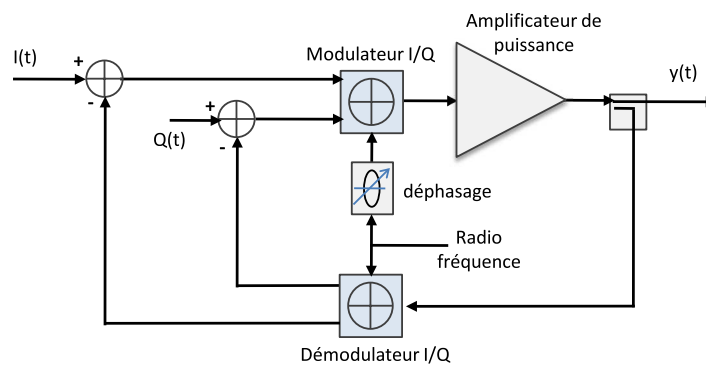 Amplificateur de
puissance
I(t)
+
-
Modulateur I/Q
y(t)
+
-
Q(t)
déphasage
Radio
fréquence
Démodulateur I/Q